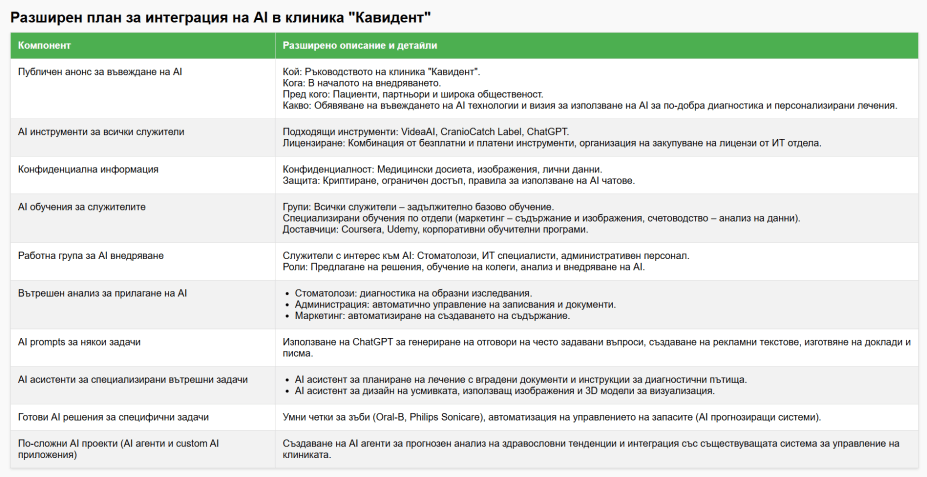 Разширен план за интеграция на AI в клиника "Кавидент"
Компонент
Разширено описание и детайли
Публичен анонс за въвеждане на AI
Кой: Ръководството на клиника "Кавидент".
Кога: В началото на внедряването.
Пред кого: Пациенти, партньори и широка общественост.
Какво: Обявяване на въвеждането на AI технологии и визия за използване на AI за по-добра диагностика и персонализирани лечения.
AI инструменти за всички служители
Подходящи инструменти: VideaAI, CranioCatch Label, ChatGPT.
Лицензиране: Комбинация от безплатни и платени инструменти, организация на закупуване на лицензи от ИТ отдела.
Конфиденциална информация
Конфиденциалност: Медицински досиета, изображения, лични данни.
Защита: Криптиране, ограничен достъп, правила за използване на AI чатове.
AI обучения за служителите
Групи: Всички служители – задължително базово обучение.
Специализирани обучения по отдели (маркетинг – съдържание и изображения, счетоводство – анализ на данни).
Доставчици: Coursera, Udemy, корпоративни обучителни програми.
Работна група за AI внедряване
Служители с интерес към AI: Стоматолози, ИТ специалисти, административен персонал.
Роли: Предлагане на решения, обучение на колеги, анализ и внедряване на AI.
Вътрешен анализ за прилагане на AI
• Стоматолози: диагностика на образни изследвания.
• Администрация: автоматично управление на записвания и документи.
• Маркетинг: автоматизиране на създаването на съдържание.
AI prompts за някои задачи
Използване на ChatGPT за генериране на отговори на често задавани въпроси, създаване на рекламни текстове, изготвяне на доклади и
писма.
AI асистенти за специализирани вътрешни задачи
• AI асистент за планиране на лечение с вградени документи и инструкции за диагностични пътища.
• AI асистент за дизайн на усмивката, използващ изображения и 3D модели за визуализация.
Готови AI решения за специфични задачи
Умни четки за зъби (Oral-B, Philips Sonicare), автоматизация на управлението на запасите (AI прогнозиращи системи).
По-сложни AI проекти (AI агенти и custom AI
приложения)
Създаване на AI агенти за прогнозен анализ на здравословни тенденции и интеграция със съществуващата система за управление на
клиниката.